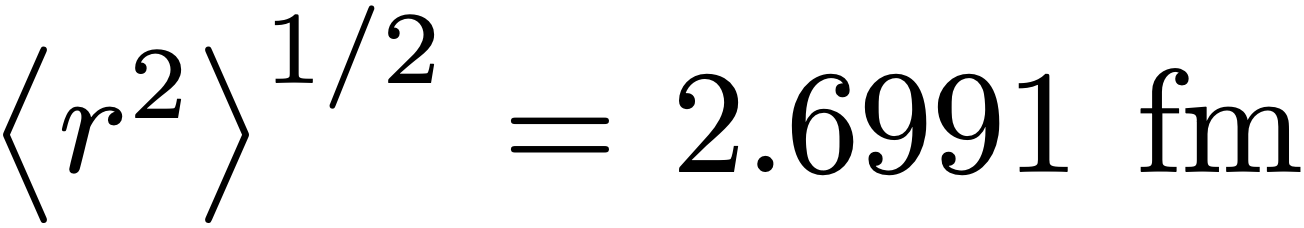 ⟨r²⟩^{1/2} = 2.6991 fm